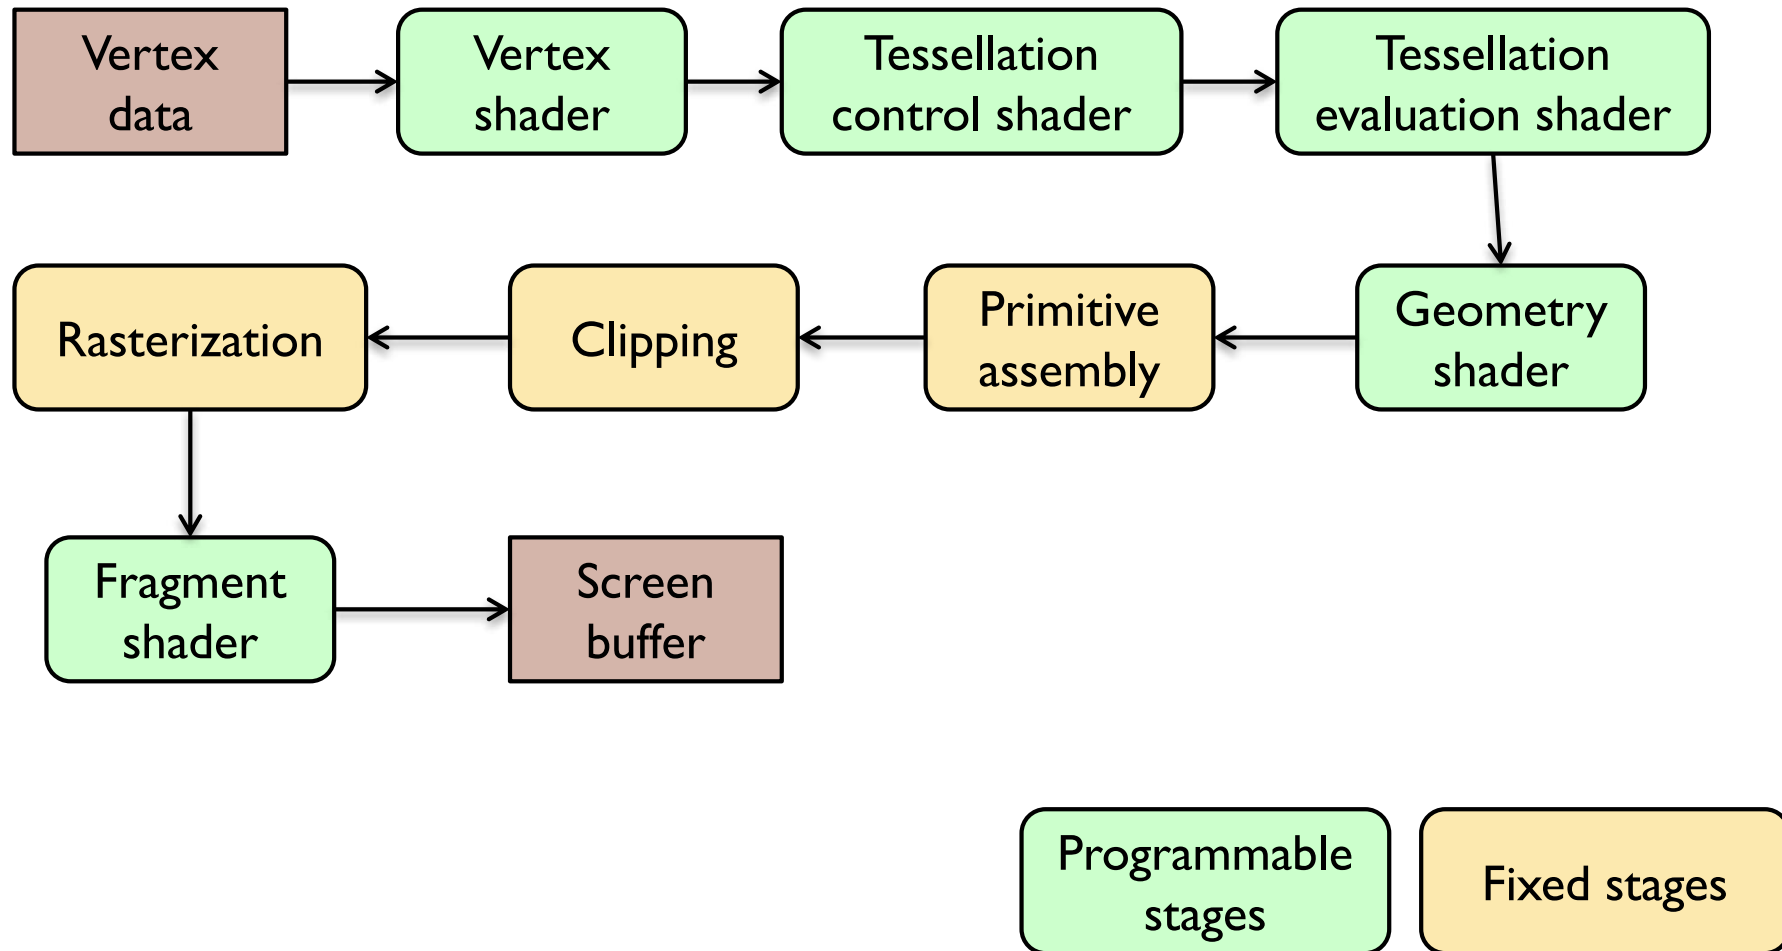 Vertex
data
Vertex
shader
Tessellation
control shader
Tessellation
evaluation shader
Geometry
shader
Primitive
assembly
Clipping
Rasterization
Fragment
shader
Screen
buffer
Programmable
stages
Fixed stages